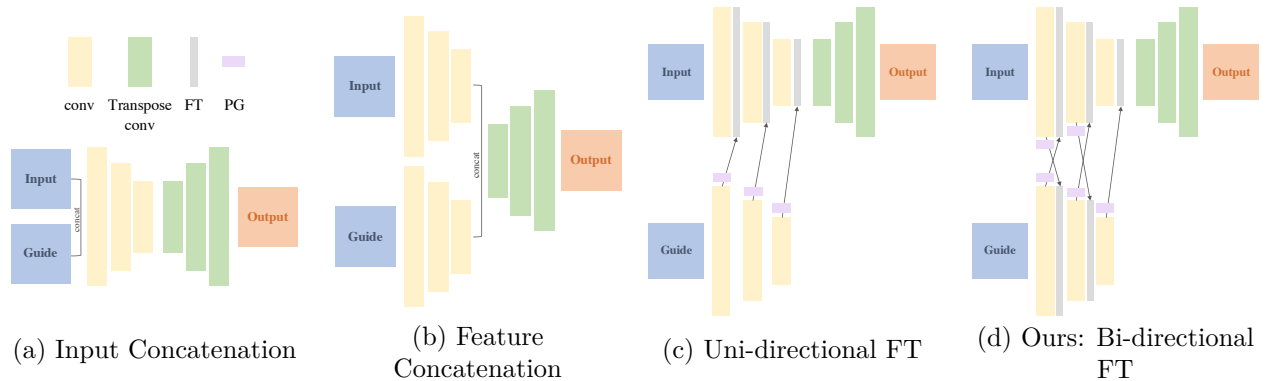 conv
Transpose
conv
FT
PG
Input
Guide
concat
Output
(a) Input Concatenation
Input
Guide
concat
Output
(b) Feature
Concatenation
Input
Guide
Output
(c) Uni-directional FT
Input
Guide
Output
(d) Ours: Bi-directional
FT